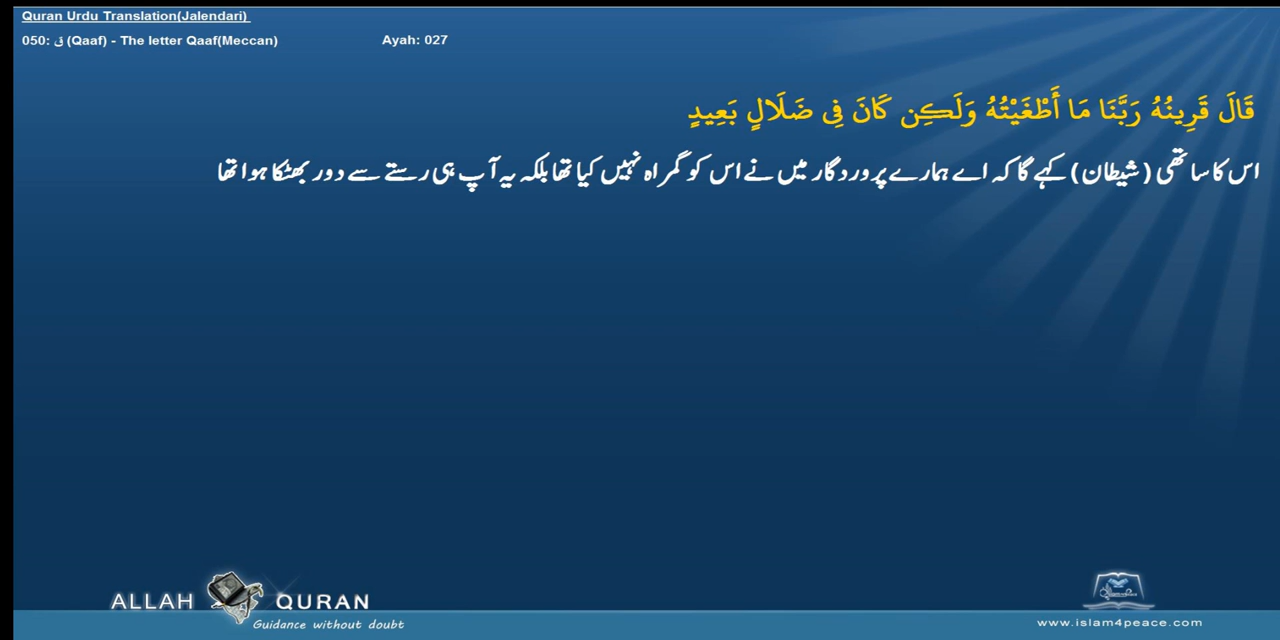 Quran Urdu Translation(Jalendari)
050: ق (Qaaf) - The letter Qaaf(Meccan) Ayah: 027
قَالَ قَرِينُهُ رَبَّنَا مَا أَطْغَيْتُهُ وَلَـٰكِن كَانَ فِي ضَلَالٍ بَعِيدٍ
اس کا ساتھی (شیطان) کہے گا کہ اے ہمارے پروردگار میں نے اس کو گمراہ نہیں کیا تھا بلکہ یہ آپ ہی رستے سے دور بھٹکا ہوا تھا
ALLAH QURAN
Guidance without doubt
www.islam4peace.com